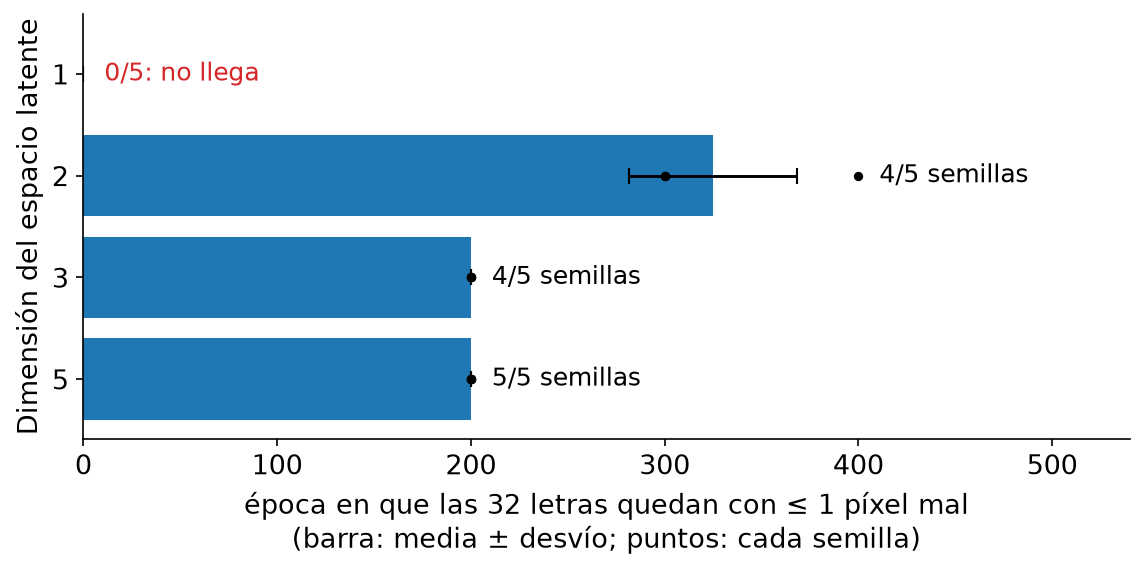 Dimensión del espacio latente
1
0/5: no llega
2
4/5 semillas
3
4/5 semillas
5
5/5 semillas
0 100 200 300 400 500
época en que las 32 letras quedan con ≤ 1 píxel mal
(barra: media ± desvío; puntos: cada semilla)